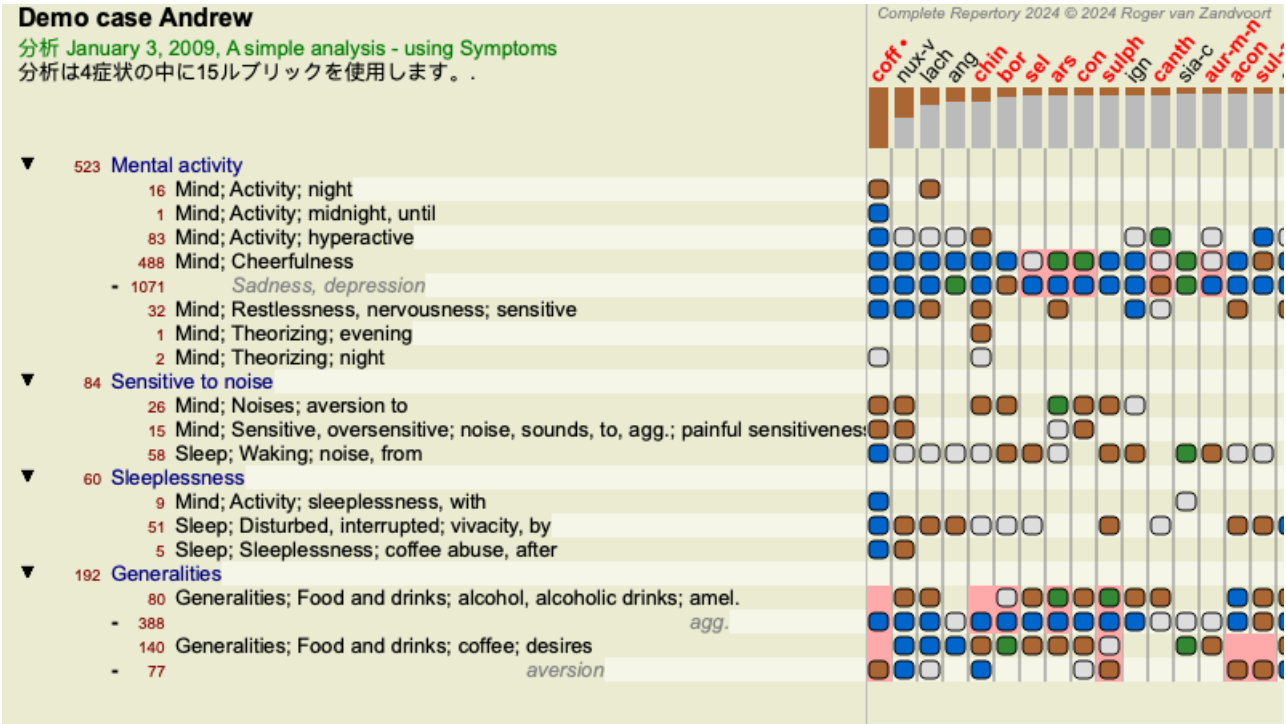 Demo case Andrew
Complete Repertory 2024 © 2024 Roger van Zandvoort
分析 January 3, 2009, A simple analysis - using Symptoms
分析は4症状の中に15ルブリックを使用します。.
coff • nux-v lach ang chin bor sel ars con sulph ign canth sia-c aur-m-n acon
▼ 523 Mental activity
16 Mind; Activity; night
1 Mind; Activity; midnight, until
83 Mind; Activity; hyperactive
488 Mind; Cheerfulness
- 1071 Sadness, depression
32 Mind; Restlessness, nervousness; sensitive
1 Mind; Theorizing; evening
2 Mind; Theorizing; night
▼ 84 Sensitive to noise
26 Mind; Noises; aversion to
15 Mind; Sensitive, oversensitive; noise, sounds, to, agg.; painful sensitiveness
58 Sleep; Waking; noise, from
▼ 60 Sleeplessness
9 Mind; Activity; sleeplessness, with
51 Sleep; Disturbed, interrupted; vivacity, by
5 Sleep; Sleeplessness; coffee abuse, after
▼ 192 Generalities
80 Generalities; Food and drinks; alcohol, alcoholic drinks; amel.
- 388 agg.
140 Generalities; Food and drinks; coffee; desires
- 77 aversion